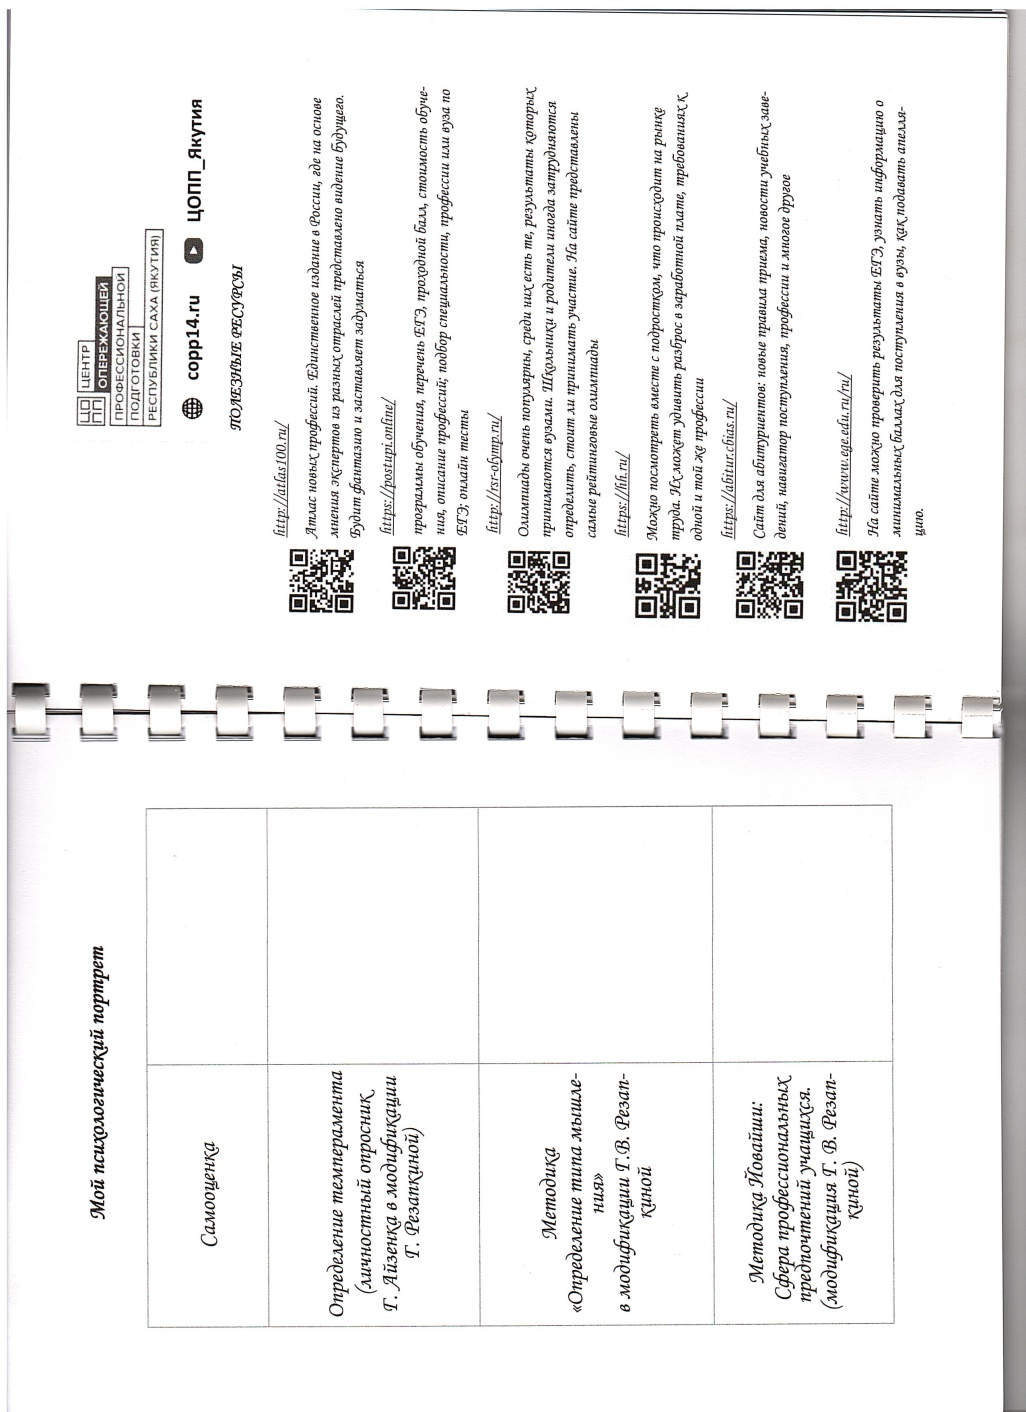 Мой психологический портрет
Самооценка
Определение темперамента
(личностный опросник
Г. Айзенка в модификации
Г. Резапкиной)
Методика
«Определение типа мышле-
ния»
в модификации Г.В. Резап-
киной
Методика Йовайши:
Сфера профессиональных
предпочтений учащихся.
(модификация Г. В. Резап-
киной)
ЦО ПП
ЦЕНТР
ОПЕРЕЖАЮЩЕЙ
ПРОФЕССИОНАЛЬНОЙ
ПОДГОТОВКИ
РЕСПУБЛИКИ САХА (ЯКУТИЯ)
copp14.ru ЦОПП_Якутия
ПОЛЕЗНЫЕ РЕСУРСЫ
http://atlas100.ru/
Атлас новых профессий. Единственное издание в России, где на основе
мнения экспертов из разных отраслей представлено видение будущего.
Будит фантазию и заставляет задуматься
https://postupi.online/
программы обучения, перечень ЕГЭ, проходной балл, стоимость обуче-
ния, описание профессий; подбор специальности, профессии или вуза по
ЕГЭ; онлайн тесты
http://rsr-olymp.ru/
Олимпиады очень популярны, среди них есть те, результаты которых
принимаются вузами. Школьники и родители иногда затрудняются
определить, стоит ли принимать участие. На сайте представлены
самые рейтинговые олимпиады
https://hh.ru/
Можно посмотреть вместе с подростком, что происходит на рынке
труда. Их может удивить разброс в заработной плате, требованиях к
одной и той же профессии
https://abitur.cbias.ru/
Сайт для абитуриентов: новые правила приема, новости учебных заве-
дений, навигатор поступления, профессии и многое другое
http://www.ege.edu.ru/ru/
На сайте можно проверить результаты ЕГЭ, узнать информацию о
минимальных баллах для поступления в вузы, как подавать апелля-
цию.